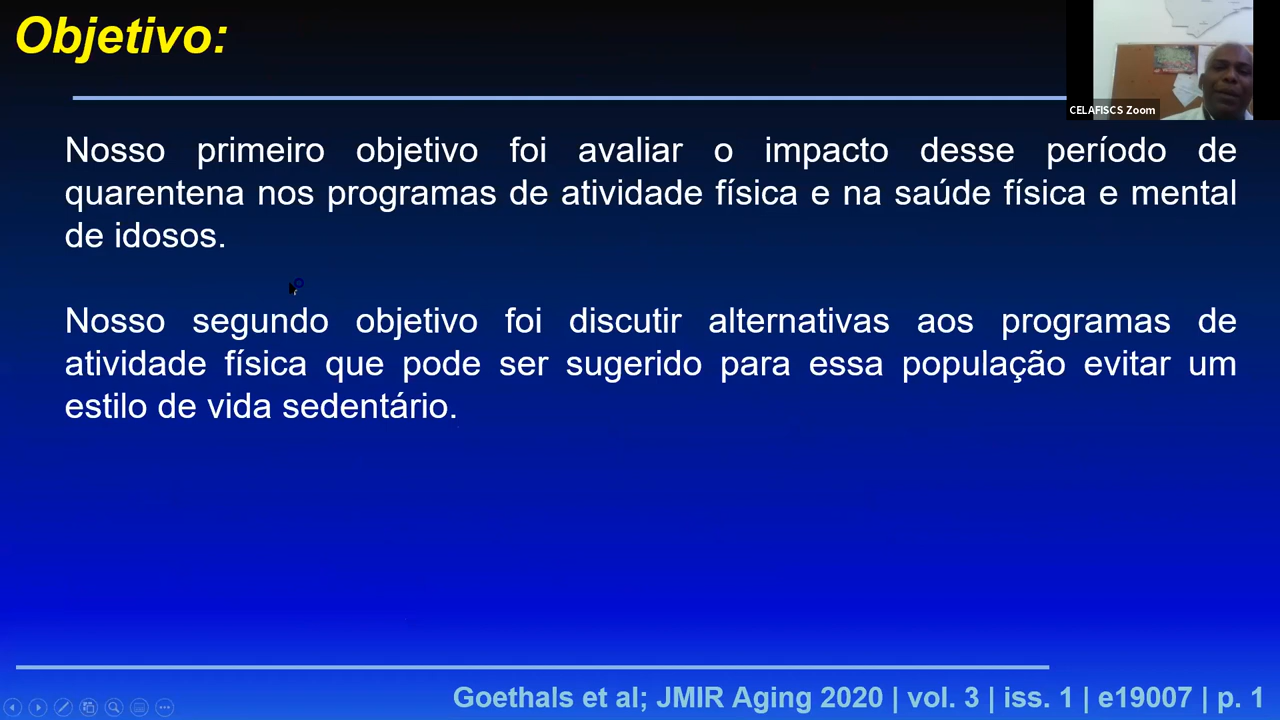 Objetivo:
CELAFISCS Zoom
Nosso primeiro objetivo foi avaliar o impacto desse período de
quarentena nos programas de atividade física e na saúde física e mental
de idosos.
Nosso segundo objetivo foi discutir alternativas aos programas de
atividade física que pode ser sugerido para essa população evitar um
estilo de vida sedentário.
Goethals et al; JMIR Aging 2020 | vol. 3 | iss. 1 | e19007 | p. 1